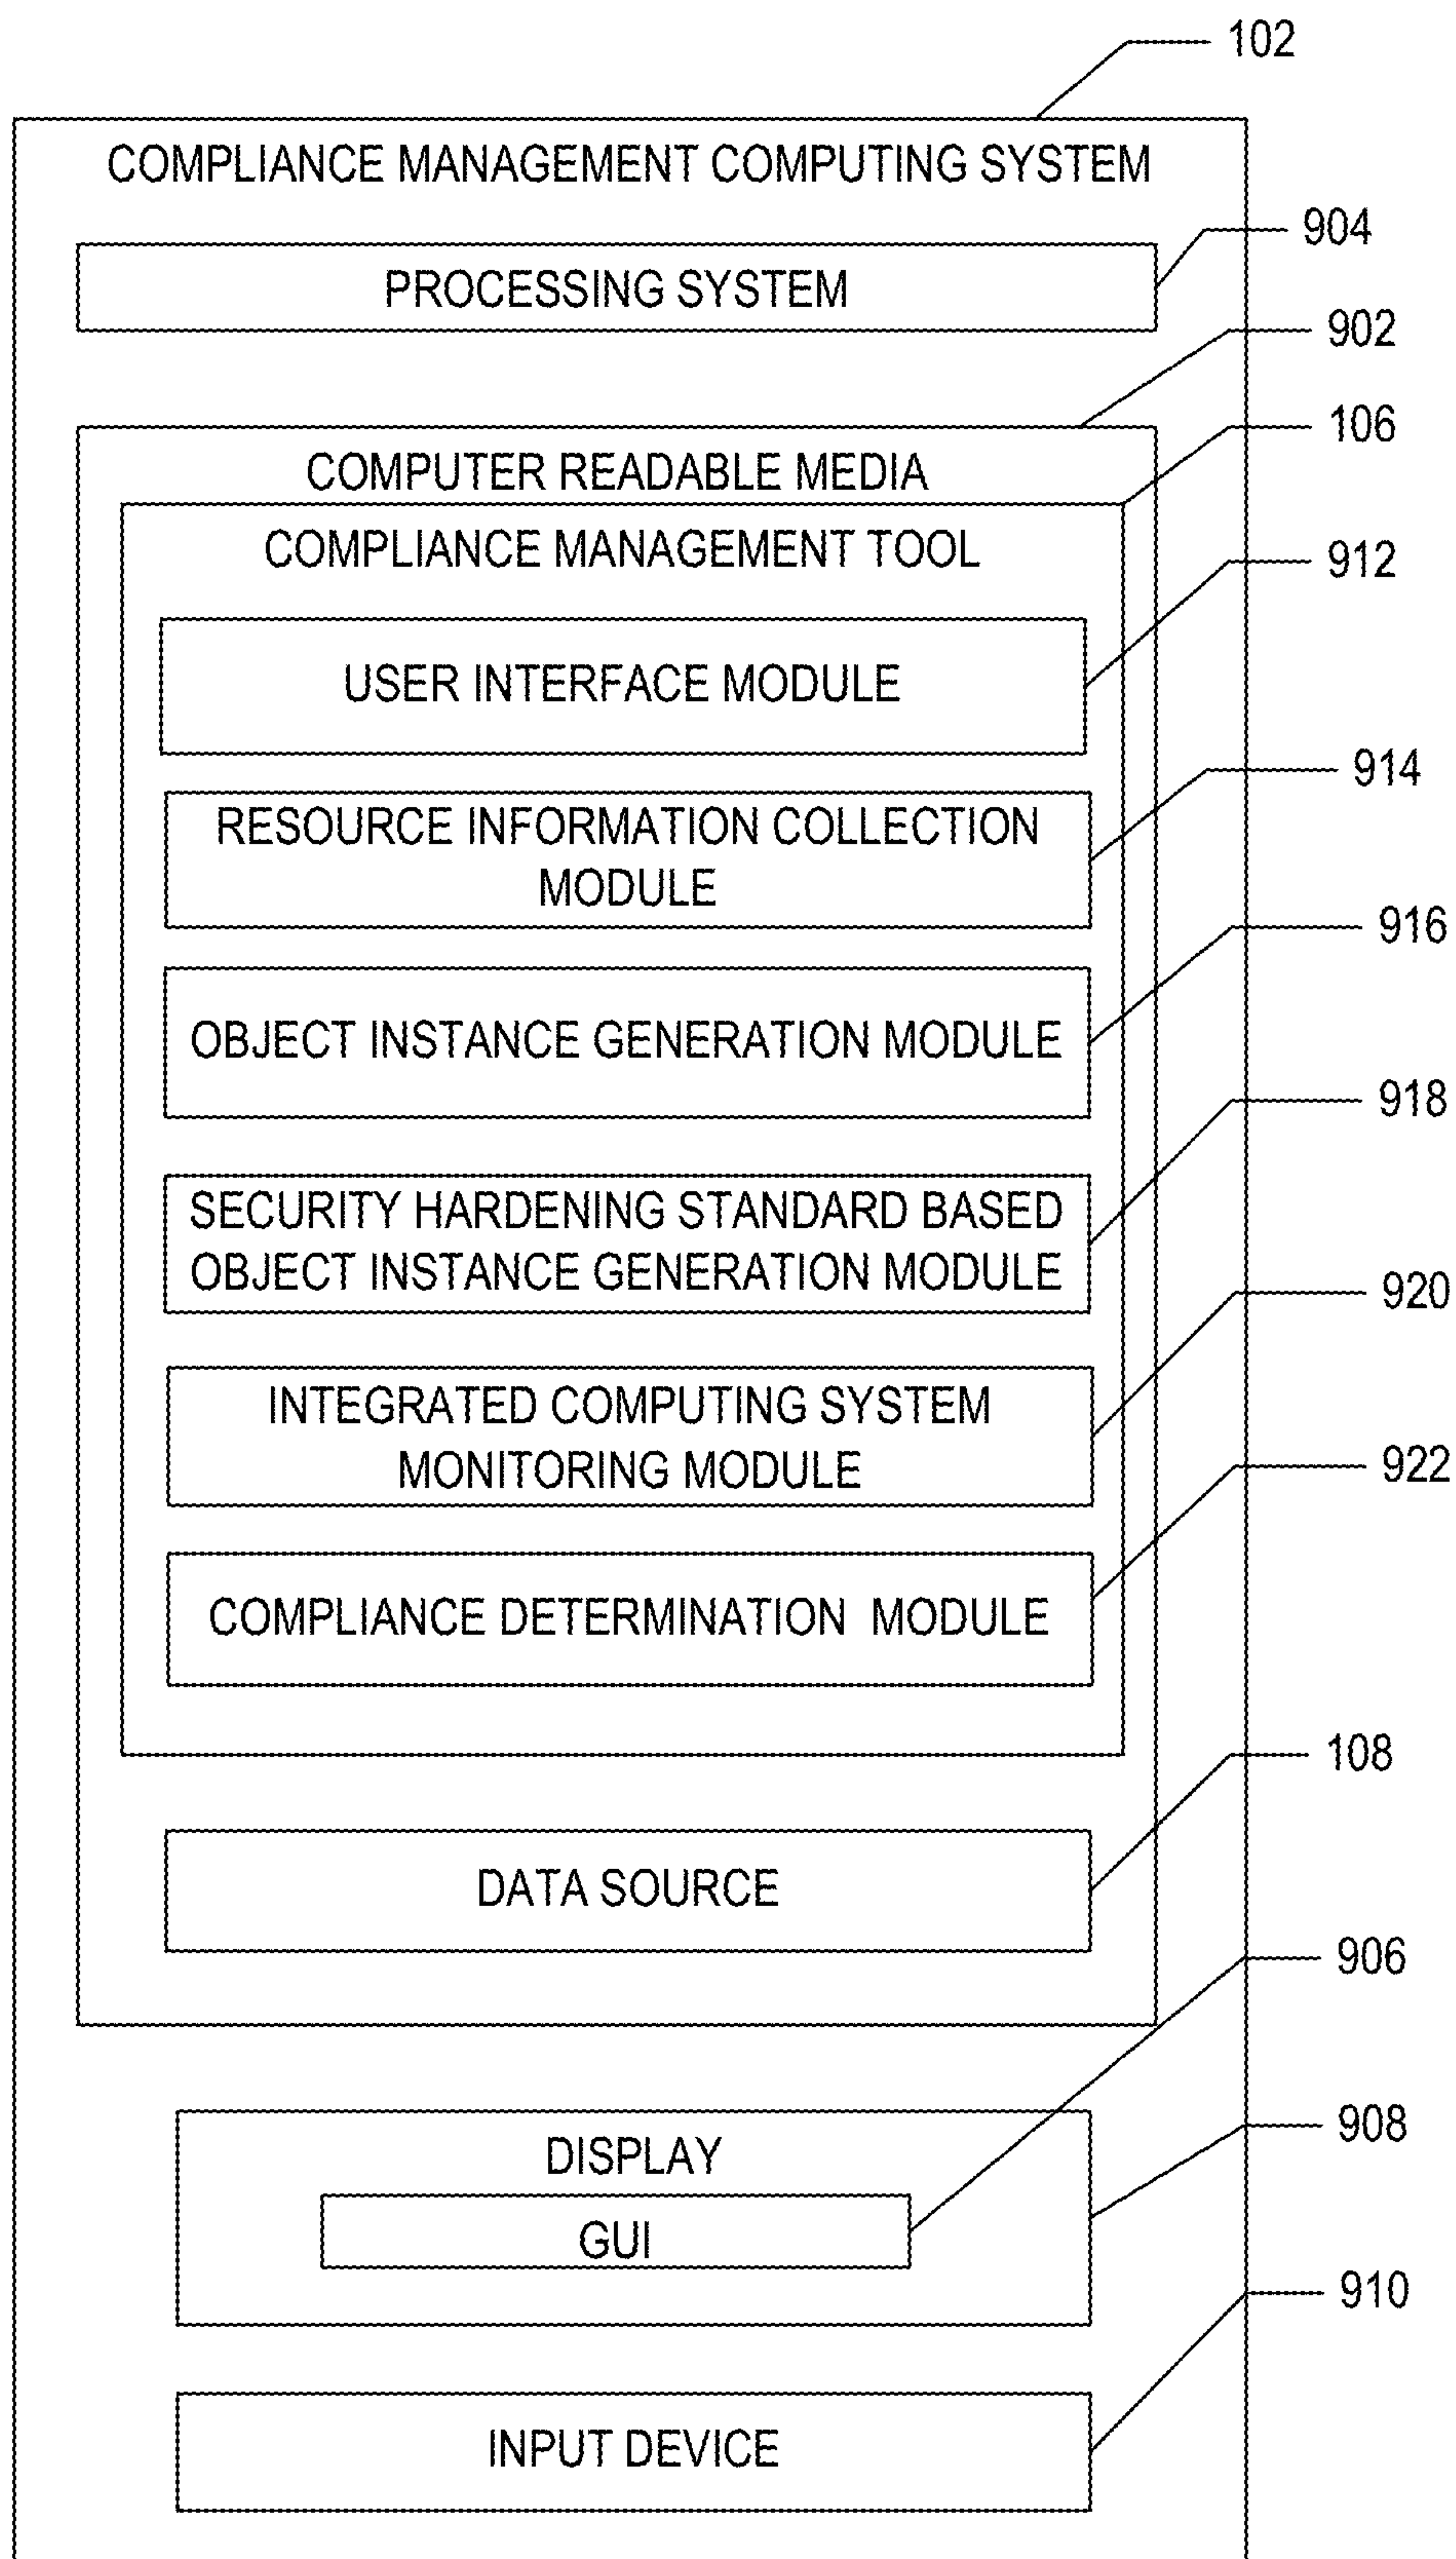 102
COMPLIANCE MANAGEMENT COMPUTING SYSTEM
904
PROCESSING SYSTEM
902
106
COMPUTER READABLE MEDIA
COMPLIANCE MANAGEMENT TOOL
912
USER INTERFACE MODULE
914
RESOURCE INFORMATION COLLECTION
MODULE
916
OBJECT INSTANCE GENERATION MODULE
918
SECURITY HARDENING STANDARD BASED
OBJECT INSTANCE GENERATION MODULE
920
INTEGRATED COMPUTING SYSTEM
MONITORING MODULE
922
COMPLIANCE DETERMINATION MODULE
108
DATA SOURCE
906
908
DISPLAY
GUI
910
INPUT DEVICE